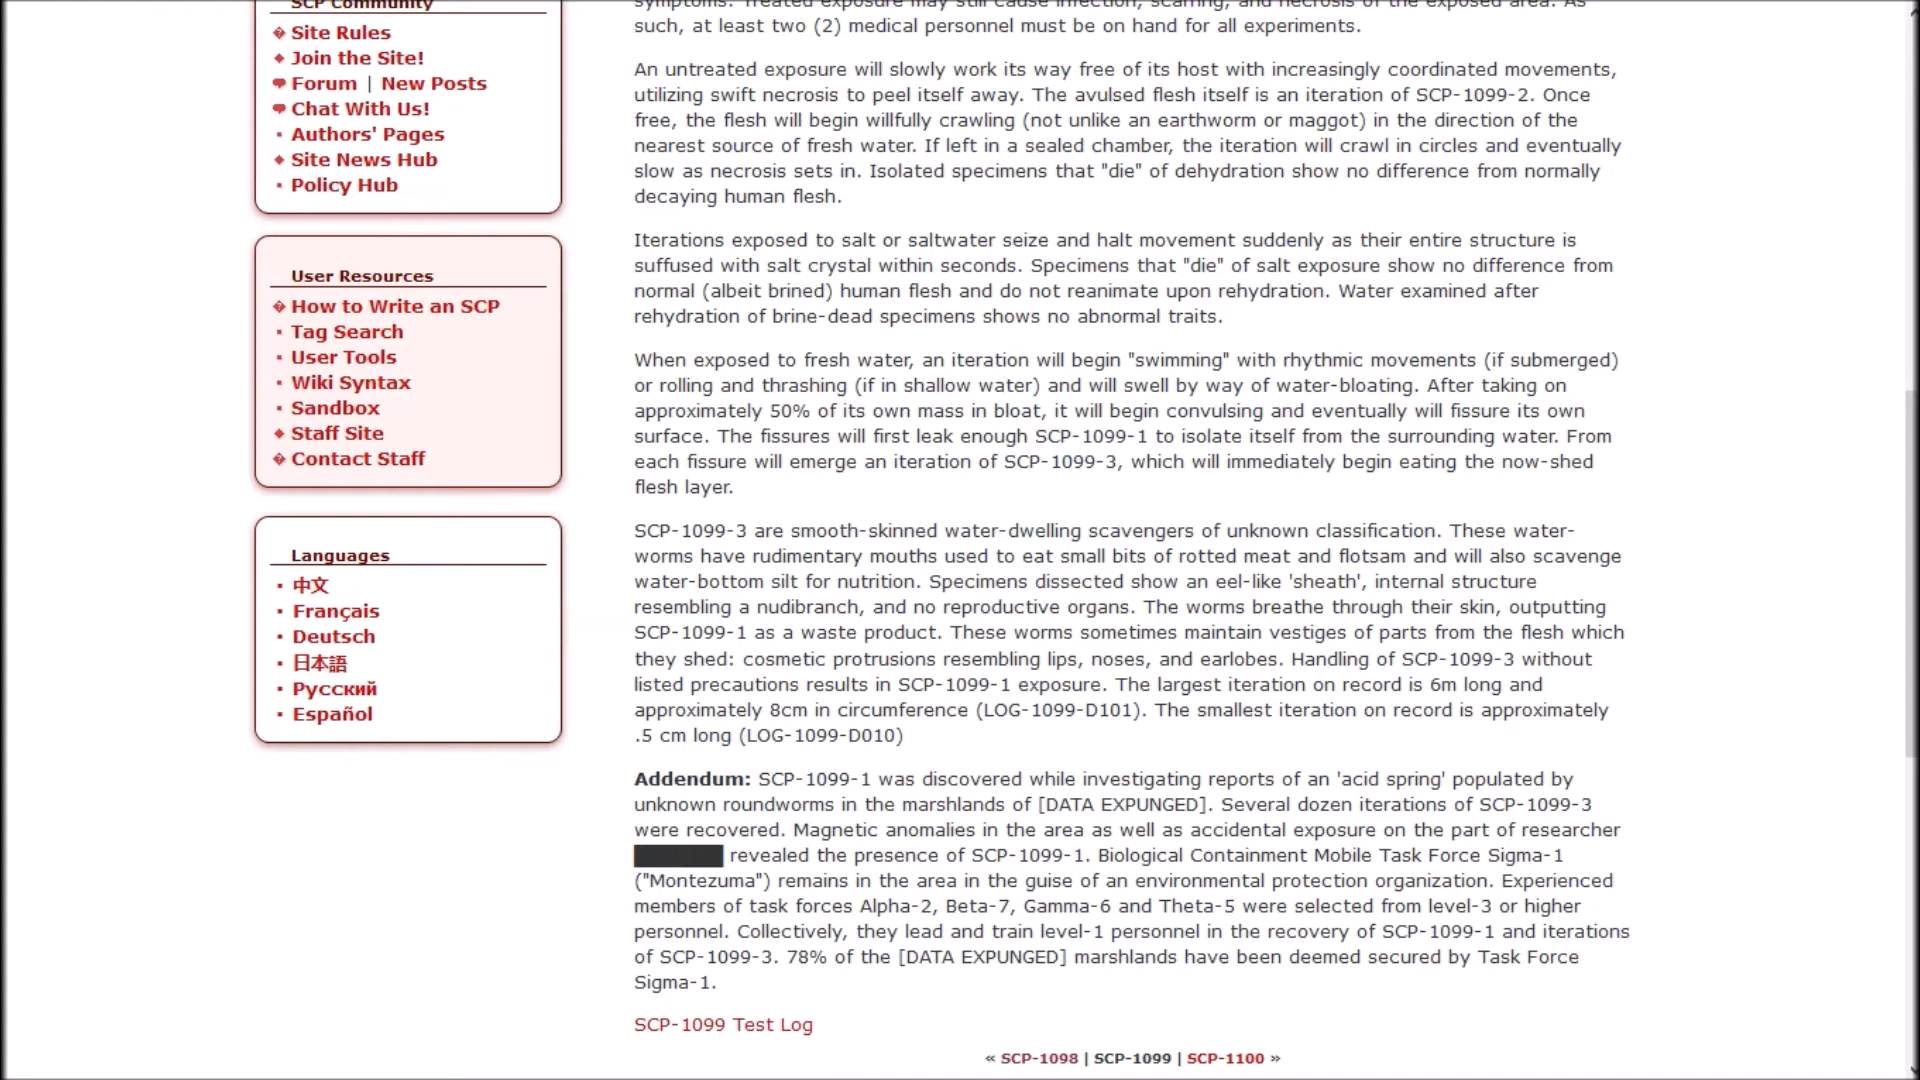 SCP Community
Site Rules
Join the Site!
Forum | New Posts
Chat With Us!
Authors' Pages
Site News Hub
Policy Hub
User Resources
How to Write an SCP
Tag Search
User Tools
Wiki Syntax
Sandbox
Staff Site
Contact Staff
Languages
中文
Français
Deutsch
日本語
Русский
Español
symptoms. Treated exposure may still cause infection, scarring, and necrosis of the exposed area. As
such, at least two (2) medical personnel must be on hand for all experiments.
An untreated exposure will slowly work its way free of its host with increasingly coordinated movements,
utilizing swift necrosis to peel itself away. The avulsed flesh itself is an iteration of SCP-1099-2. Once
free, the flesh will begin willfully crawling (not unlike an earthworm or maggot) in the direction of the
nearest source of fresh water. If left in a sealed chamber, the iteration will crawl in circles and eventually
slow as necrosis sets in. Isolated specimens that "die" of dehydration show no difference from normally
decaying human flesh.
Iterations exposed to salt or saltwater seize and halt movement suddenly as their entire structure is
suffused with salt crystal within seconds. Specimens that "die" of salt exposure show no difference from
normal (albeit brined) human flesh and do not reanimate upon rehydration. Water examined after
rehydration of brine-dead specimens shows no abnormal traits.
When exposed to fresh water, an iteration will begin "swimming" with rhythmic movements (if submerged)
or rolling and thrashing (if in shallow water) and will swell by way of water-bloating. After taking on
approximately 50% of its own mass in bloat, it will begin convulsing and eventually will fissure its own
surface. The fissures will first leak enough SCP-1099-1 to isolate itself from the surrounding water. From
each fissure will emerge an iteration of SCP-1099-3, which will immediately begin eating the now-shed
flesh layer.
SCP-1099-3 are smooth-skinned water-dwelling scavengers of unknown classification. These water-
worms have rudimentary mouths used to eat small bits of rotted meat and flotsam and will also scavenge
water-bottom silt for nutrition. Specimens dissected show an eel-like 'sheath', internal structure
resembling a nudibranch, and no reproductive organs. The worms breathe through their skin, outputting
SCP-1099-1 as a waste product. These worms sometimes maintain vestiges of parts from the flesh which
they shed: cosmetic protrusions resembling lips, noses, and earlobes. Handling of SCP-1099-3 without
listed precautions results in SCP-1099-1 exposure. The largest iteration on record is 6m long and
approximately 8cm in circumference (LOG-1099-D101). The smallest iteration on record is approximately
.5 cm long (LOG-1099-D010)
Addendum: SCP-1099-1 was discovered while investigating reports of an 'acid spring' populated by
unknown roundworms in the marshlands of [DATA EXPUNGED]. Several dozen iterations of SCP-1099-3
were recovered. Magnetic anomalies in the area as well as accidental exposure on the part of researcher
revealed the presence of SCP-1099-1. Biological Containment Mobile Task Force Sigma-1
("Montezuma") remains in the area in the guise of an environmental protection organization. Experienced
members of task forces Alpha-2, Beta-7, Gamma-6 and Theta-5 were selected from level-3 or higher
personnel. Collectively, they lead and train level-1 personnel in the recovery of SCP-1099-1 and iterations
of SCP-1099-3. 78% of the [DATA EXPUNGED] marshlands have been deemed secured by Task Force
Sigma-1.
SCP-1099 Test Log
« SCP-1098 | SCP-1099 | SCP-1100 »